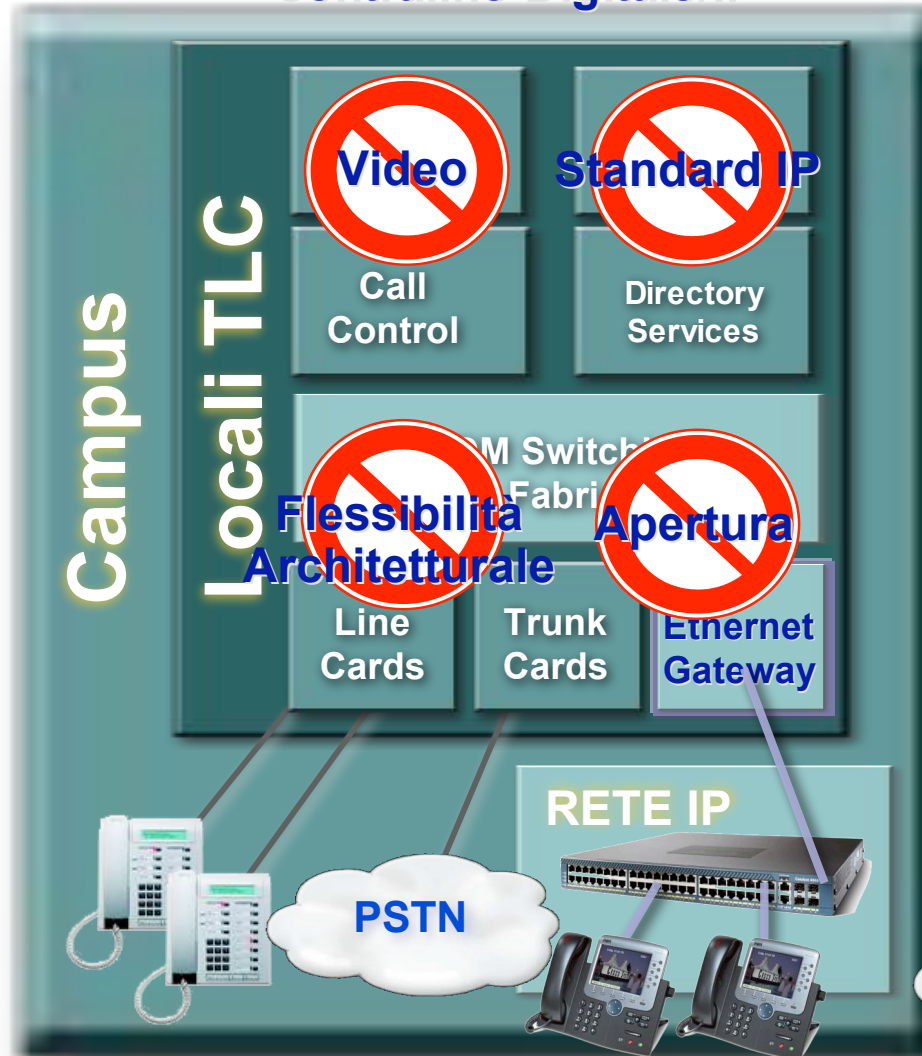 Video
Standard IP
Call
Control
Directory
Services
Campus
Locali TLC
Flessibilità
Architetturale
Apertura
Line
Cards
Trunk
Cards
Ethernet
Gateway
RETE IP
PSTN